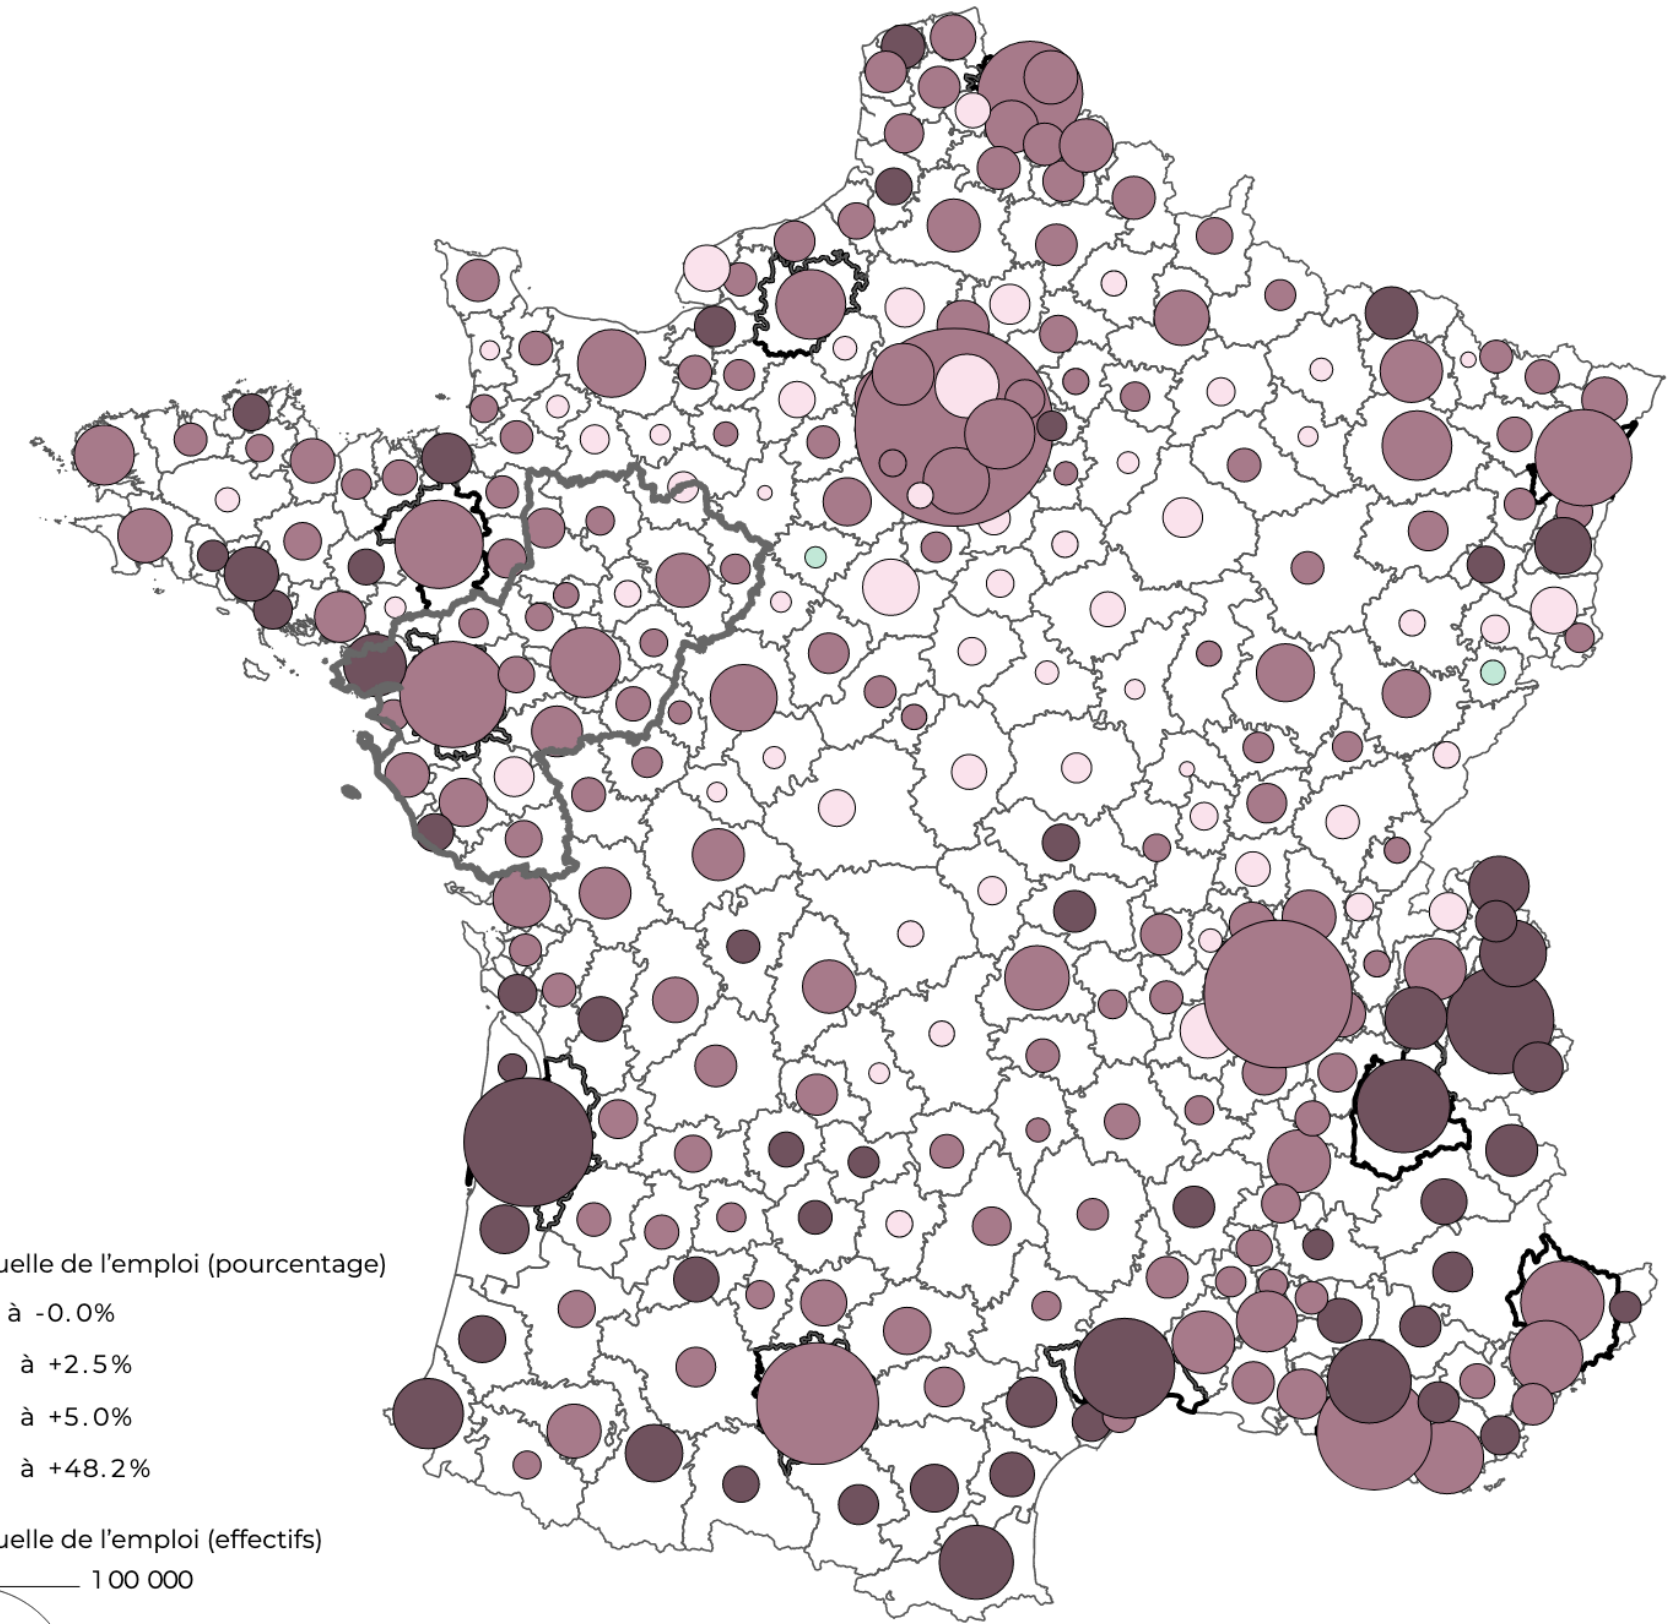 uelle de l’emploi (pourcentage)
à -0.0%
à +2.5%
à +5.0%
à +48.2%
uelle de l’emploi (effectifs)
100 000